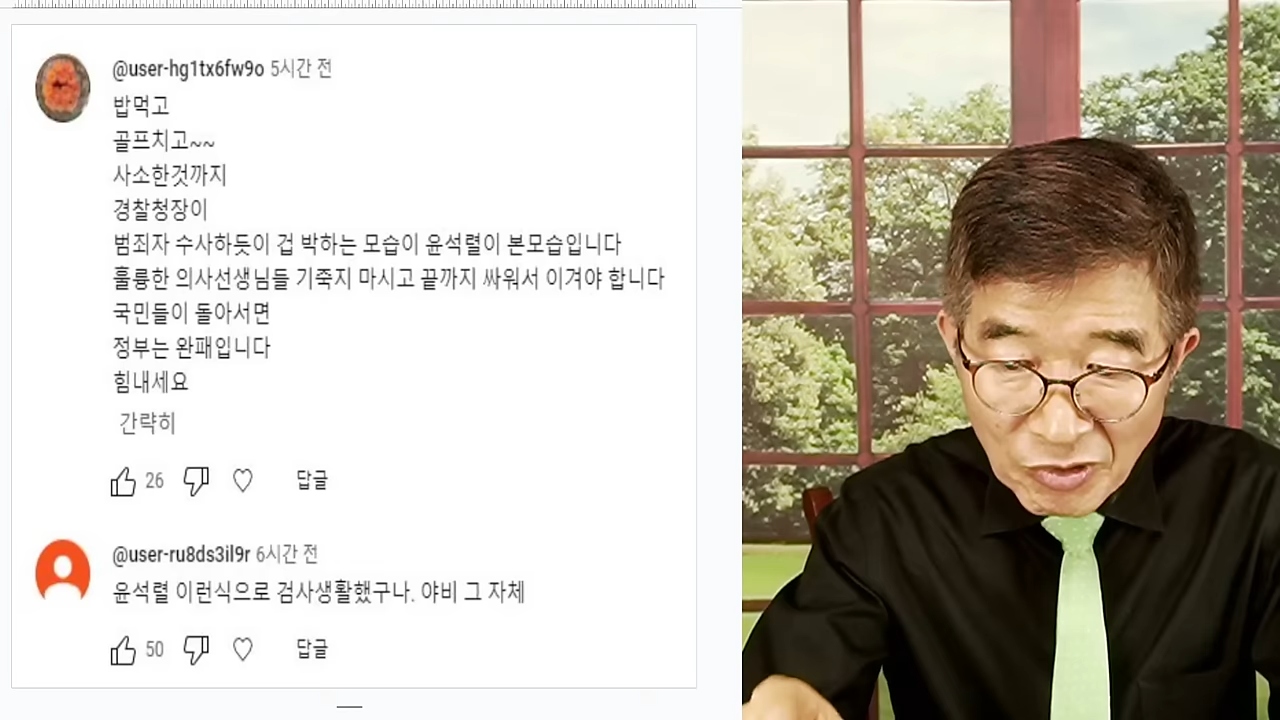 @user-hg1tx6fw9o 5시간 전
밥먹고
골프치고~~
사소한것까지
경찰청장이
범죄자 수사하듯이 겁 박하는 모습이 윤석렬이 본모습입니다
훌륭한 의사선생님들 기죽지 마시고 끝까지 싸워서 이겨야 합니다
국민들이 돌아서면
정부는 완패입니다
힘내세요
간략히
26 답글
@user-ru8ds3il9r 6시간 전
윤석렬 이런식으로 검사생활했구나. 야비 그 자체
50 답글